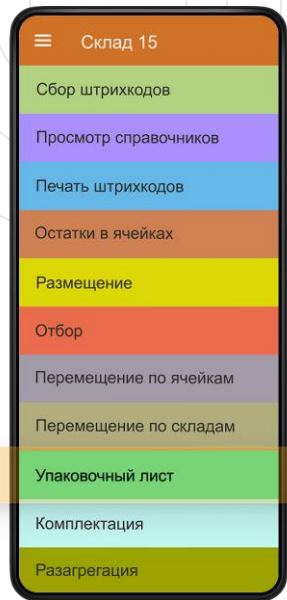 Склад 15
Сбор штрихкодов
Просмотр справочников
Печать штрихкодов
Остатки в ячейках
Размещение
Отбор
Перемещение по ячейкам
Перемещение по складам
Упаковочный лист
Комплектация
Разагрегация